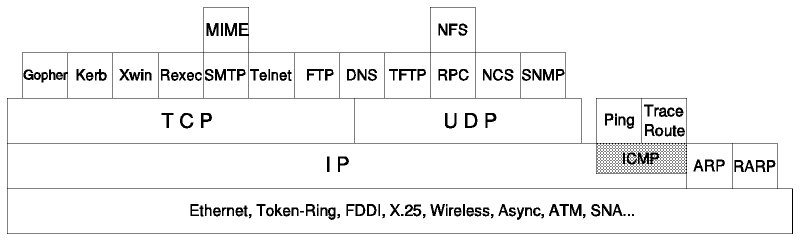 MIME NFS
Gopher Kerb Xwin Rexec SMTP Telnet FTP DNS TFTP RPC NCS SNMP
TCP UDP Ping Trace
Route
IP ICMP ARP RARP
Ethernet, Token-Ring, FDDI, X.25, Wireless, Async, ATM, SNA...